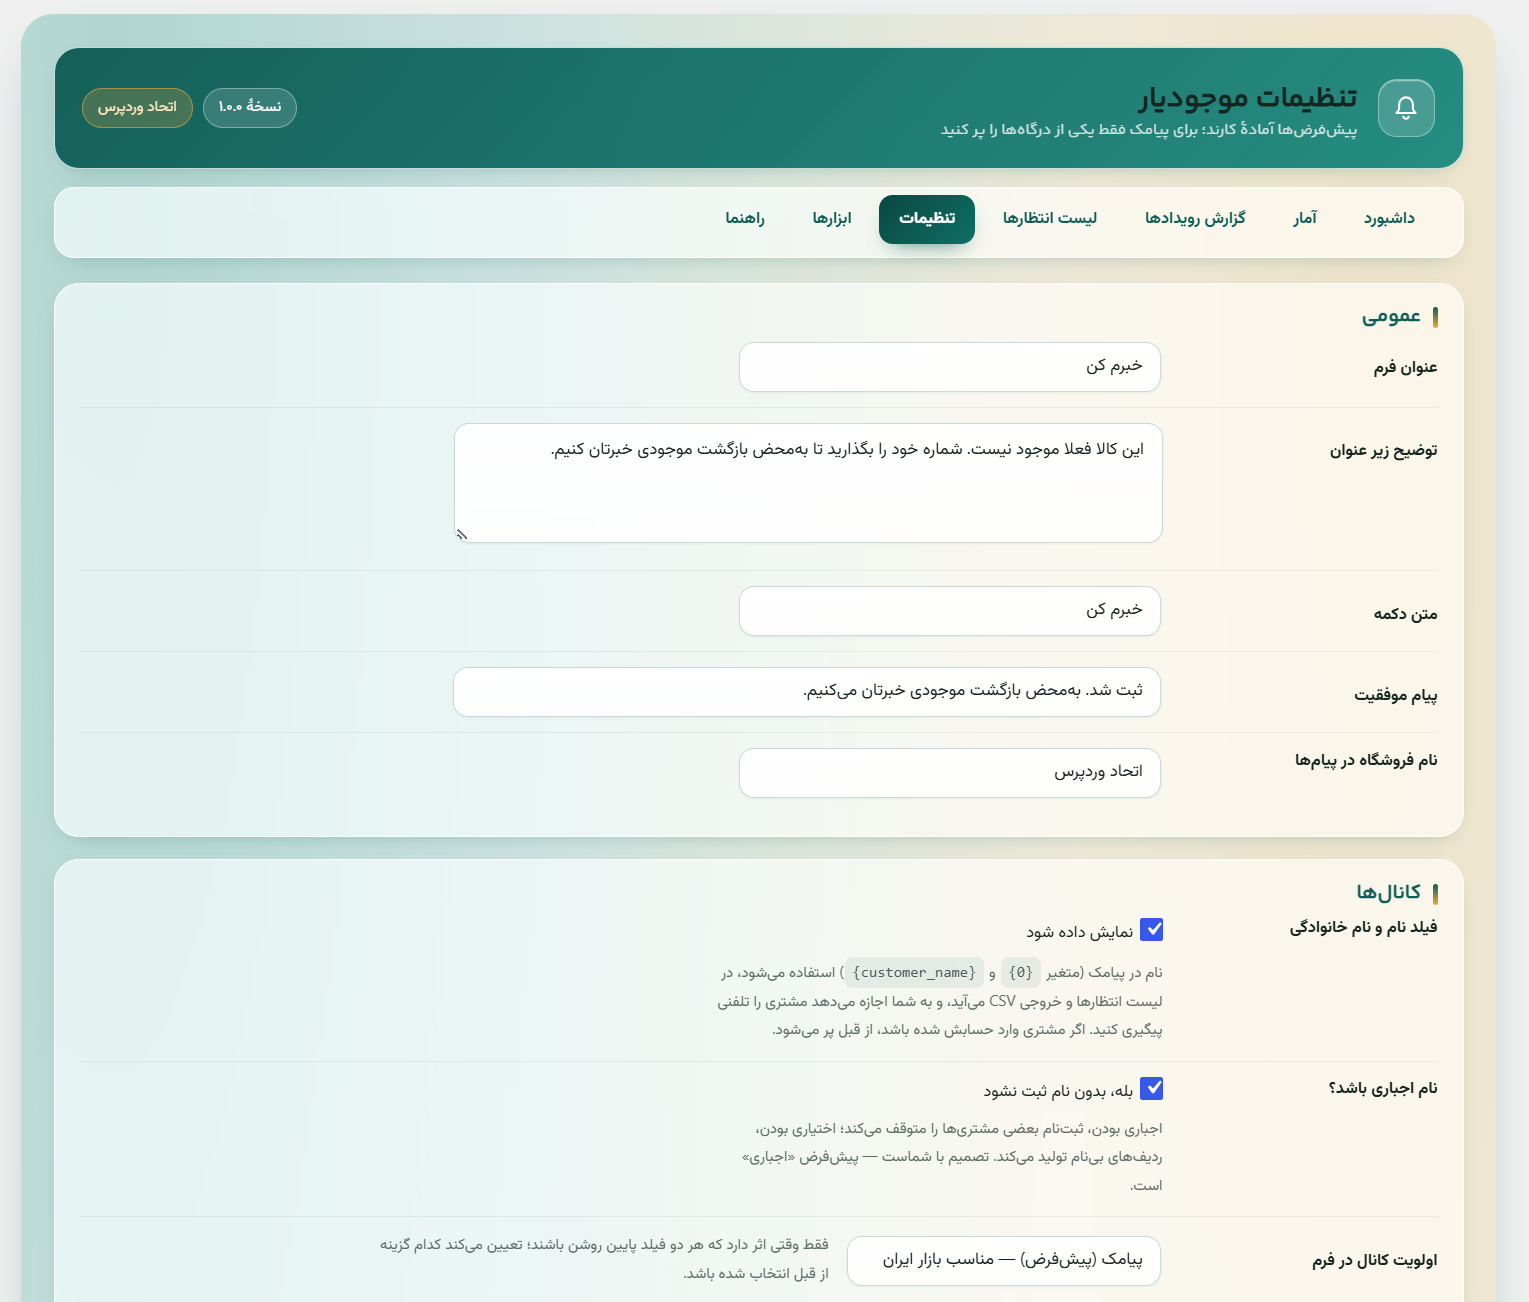 تنظیمات موجودیار
پیش‌فرض‌ها آمادهٔ کارند؛ برای پیامک فقط یکی از درگاه‌ها را پر کنید
نسخهٔ ۱.۰.۰
اتحاد وردپرس
داشبورد
آمار
گزارش رویدادها
لیست انتظارها
تنظیمات
ابزارها
راهنما
عمومی
عنوان فرم
خبرم کن
توضیح زیر عنوان
این کالا فعلا موجود نیست. شماره خود را بگذارید تا به‌محض بازگشت موجودی خبرتان کنیم.
متن دکمه
خبرم کن
پیام موفقیت
ثبت شد. به‌محض بازگشت موجودی خبرتان می‌کنیم.
نام فروشگاه در پیام‌ها
اتحاد وردپرس
کانال‌ها
فیلد نام و نام خانوادگی
نمایش داده شود
نام در پیامک (متغیر {0} و {customer_name}) استفاده می‌شود، در
لیست انتظارها و خروجی CSV می‌آید، و به شما اجازه می‌دهد مشتری را تلفنی
پیگیری کنید. اگر مشتری وارد حسابش شده باشد، از قبل پر می‌شود.
نام اجباری باشد؟
بله، بدون نام ثبت نشود
اجباری بودن، ثبت‌نام بعضی مشتری‌ها را متوقف می‌کند؛ اختیاری بودن،
ردیف‌های بی‌نام تولید می‌کند. تصمیم با شماست — پیش‌فرض «اجباری»
است.
اولویت کانال در فرم
پیامک (پیش‌فرض) — مناسب بازار ایران
فقط وقتی اثر دارد که هر دو فیلد پایین روشن باشند؛ تعیین می‌کند کدام گزینه
از قبل انتخاب شده باشد.